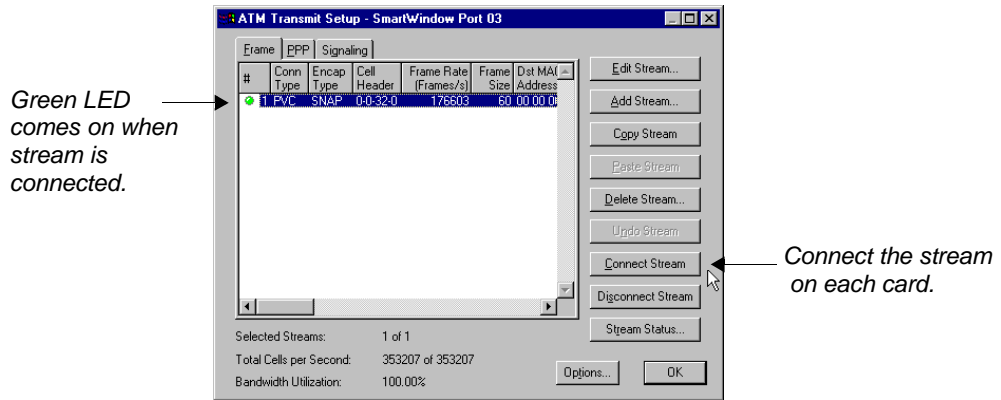 ATM Transmit Setup - SmartWindow Port 03
Frame PPP Signaling
# Conn Type Encap Type Cell Header Frame Rate (Frames/s) Frame Size Dst MA( Address
1 PVC SNAP 0-0-32-0 176603 60 00 00 0
Green LED
comes on when
stream is
connected.
Edit Stream...
Add Stream...
Copy Stream
Paste Stream
Delete Stream...
Undo Stream
Connect Stream
Disconnect Stream
Stream Status...
Connect the stream
on each card.
Selected Streams: 1 of 1
Total Cells per Second: 353207 of 353207
Bandwidth Utilization: 100.00%
Options... OK